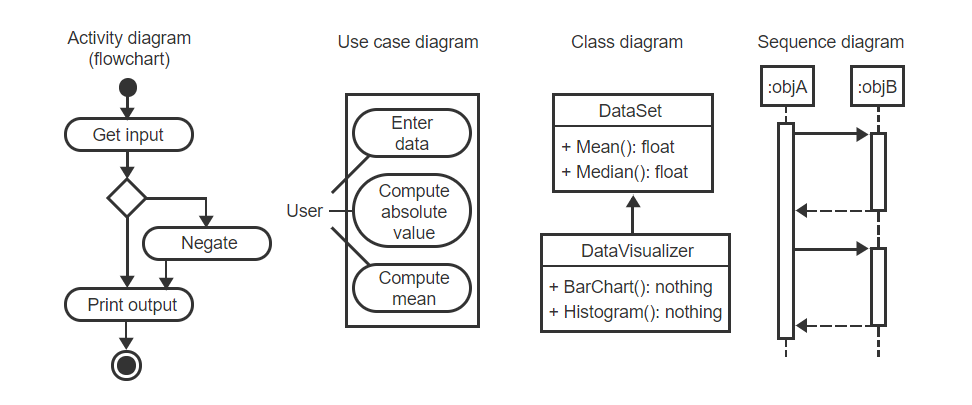 Activity diagram
(flowchart)
Get input
Negate
Print output
Use case diagram
Enter
data
User
Compute
absolute
value
Compute
mean
Class diagram
DataSet
+ Mean(): float
+ Median(): float
DataVisualizer
+ BarChart(): nothing
+ Histogram(): nothing
Sequence diagram
:objA
:objB